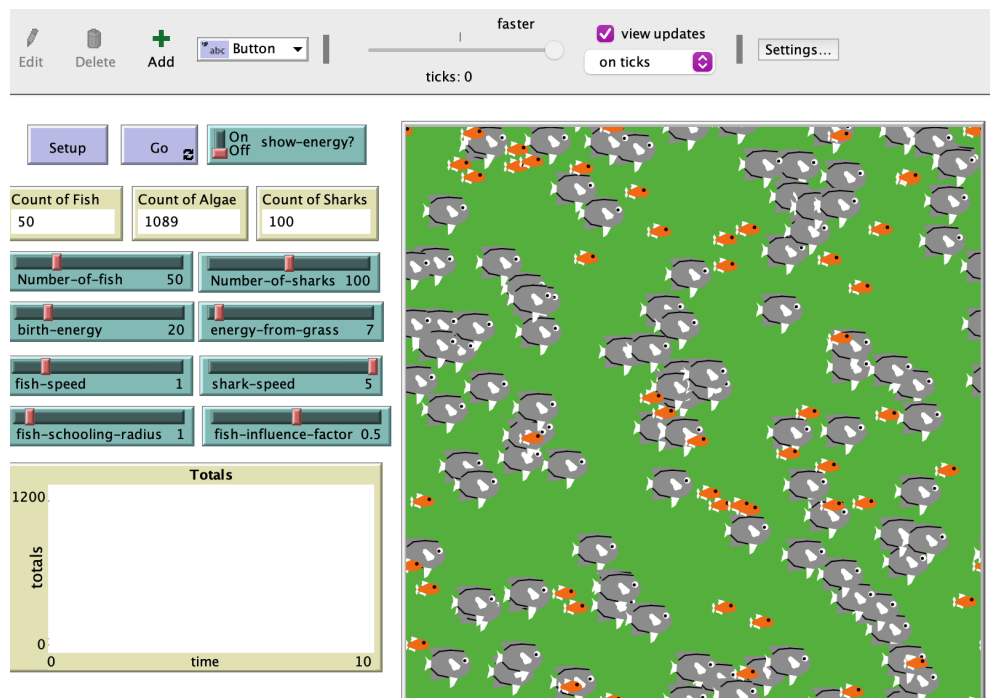 faster
view updates
Edit
Delete
Add
abc Button
on ticks
Settings...
ticks: 0
Setup
Go
On
Off
show-energy?
Count of Fish
50
Count of Algae
1089
Count of Sharks
100
Number-of-fish 50
Number-of-sharks 100
birth-energy 20
energy-from-grass 7
fish-speed 1
shark-speed 5
fish-schooling-radius 1
fish-influence-factor 0.5
Totals
1200
totals
0
0
time
10